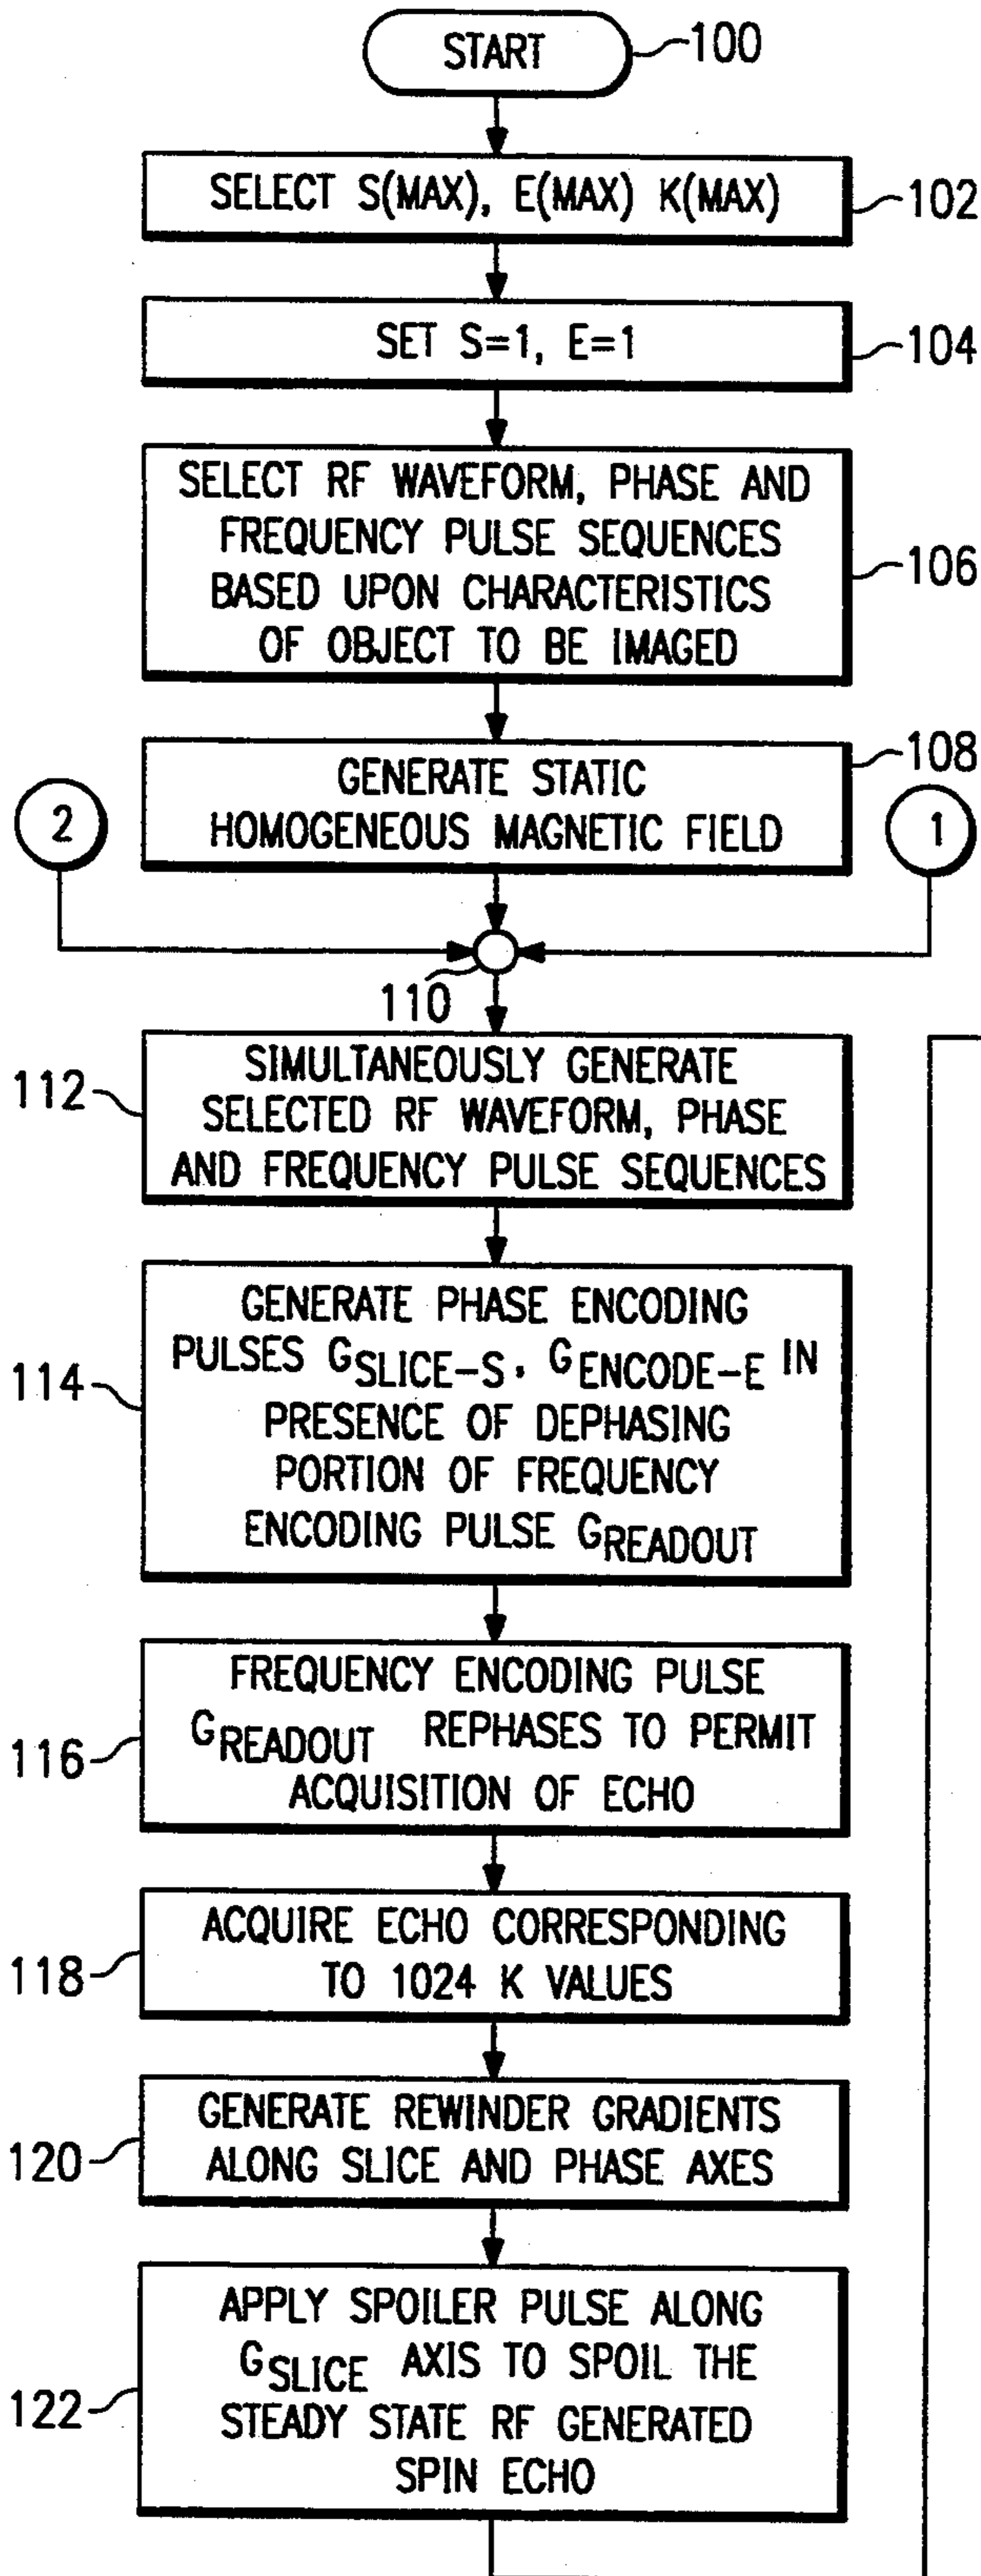 START
100
SELECT S(MAX), E(MAX) K(MAX)
102
SET S=1, E=1
104
SELECT RF WAVEFORM, PHASE AND
FREQUENCY PULSE SEQUENCES
BASED UPON CHARACTERISTICS
OF OBJECT TO BE IMAGED
106
GENERATE STATIC
HOMOGENEOUS MAGNETIC FIELD
108
2
1
110
SIMULTANEOUSLY GENERATE
SELECTED RF WAVEFORM, PHASE
AND FREQUENCY PULSE SEQUENCES
112
GENERATE PHASE ENCODING
PULSES GSLICE-S, GENCODE-E IN
PRESENCE OF DEPHASING
PORTION OF FREQUENCY
ENCODING PULSE GREADOUT
114
FREQUENCY ENCODING PULSE
GREADOUT REPHASES TO PERMIT
ACQUISITION OF ECHO
116
ACQUIRE ECHO CORRESPONDING
TO 1024 K VALUES
118
GENERATE REWINDER GRADIENTS
ALONG SLICE AND PHASE AXES
120
APPLY SPOILER PULSE ALONG
GSLICE AXIS TO SPOIL THE
STEADY STATE RF GENERATED
SPIN ECHO
122